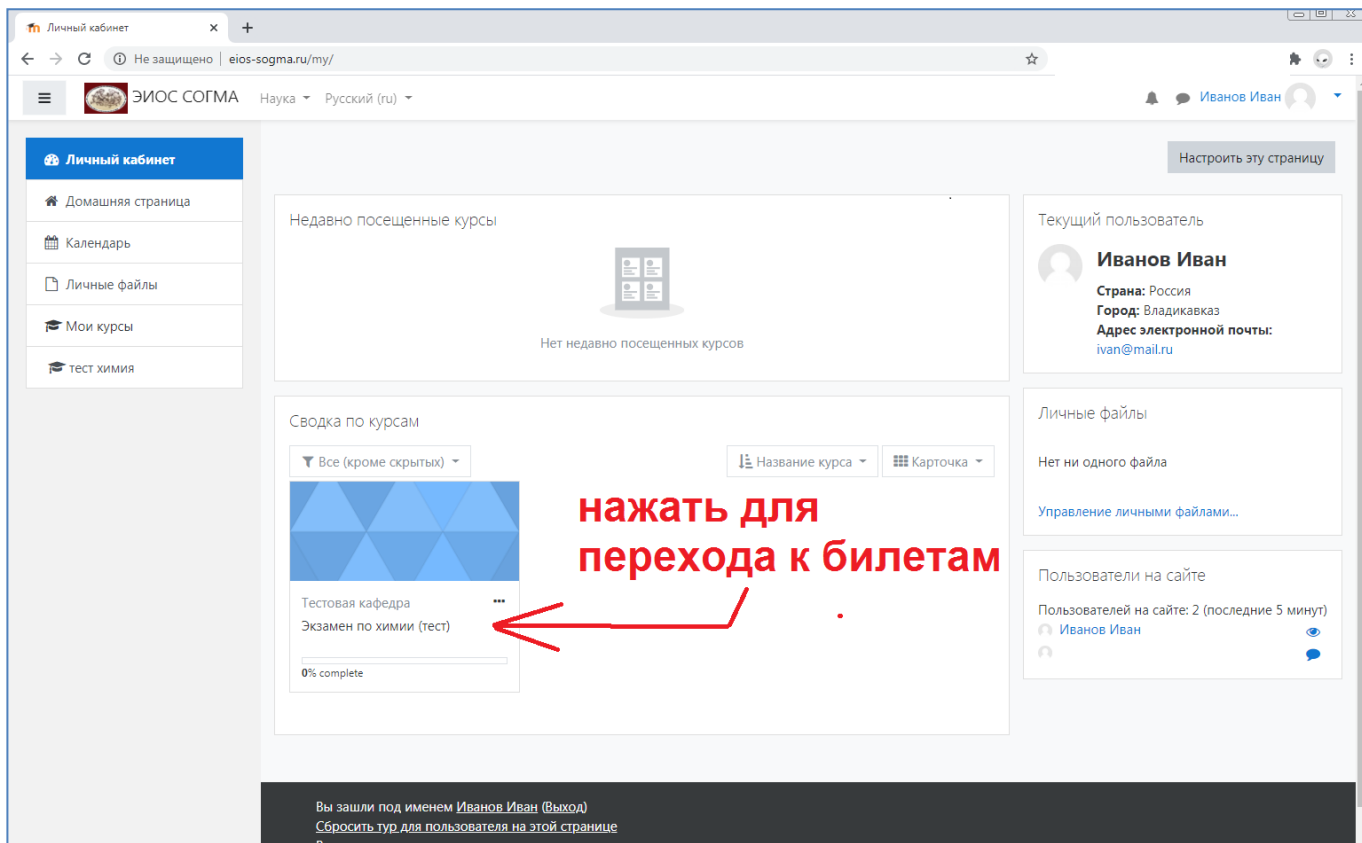 Личный кабинет
Не защищено | eios-sogma.ru/my/
ЭИОС СОГМА Наука Русский (ru) Иванов Иван
Личный кабинет
Домашняя страница
Календарь
Личные файлы
Мои курсы
тест химия
Настроить эту страницу
Недавно посещенные курсы
Нет недавно посещенных курсов
Сводка по курсам
Все (кроме скрытых) Название курса Карточка
нажать для
перехода к билетам
Тестовая кафедра
Экзамен по химии (тест)
0% complete
Текущий пользователь
Иванов Иван
Страна: Россия
Город: Владикавказ
Адрес электронной почты:
ivan@mail.ru
Личные файлы
Нет ни одного файла
Управление личными файлами...
Пользователи на сайте
Пользователей на сайте: 2 (последние 5 минут)
Иванов Иван
Вы зашли под именем Иванов Иван (Выход)
Сбросить тур для пользователя на этой странице